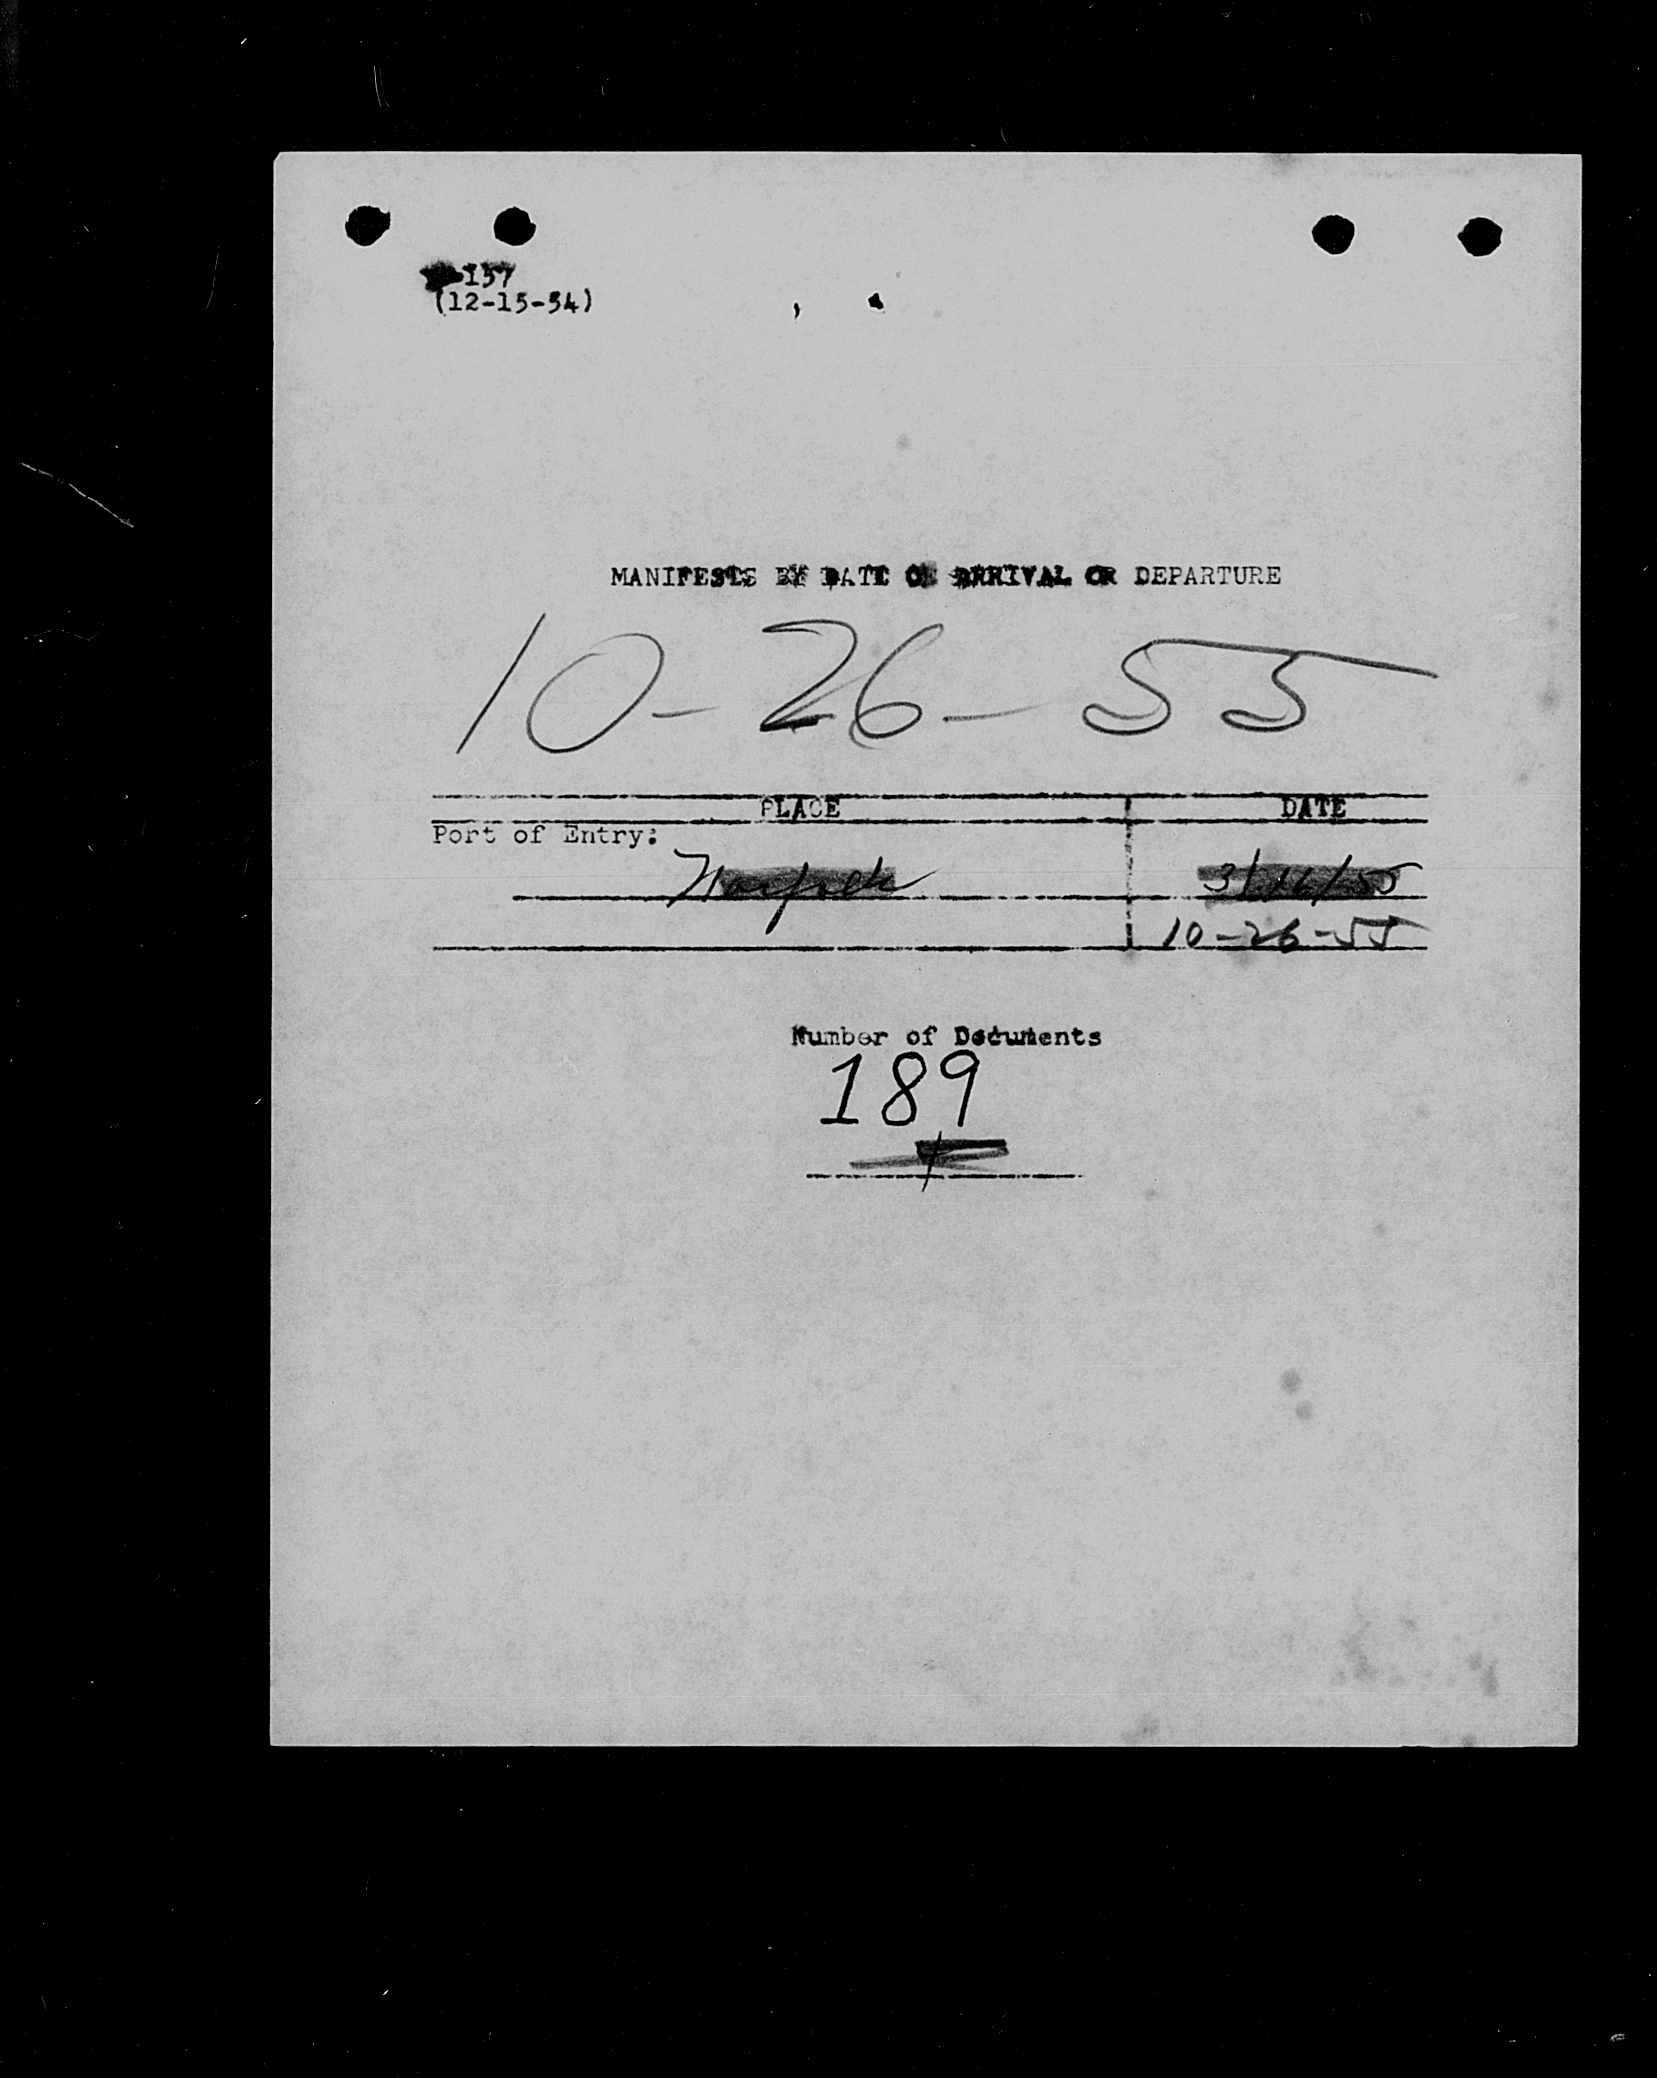 157
(12-15-54)
MANIFESTS BY DATE OF ARRIVAL OR DEPARTURE
10-26-55
PLACE DATE
Port of Entry:
Norfolk 3/16/55
10-26-55
Number of Documents
189